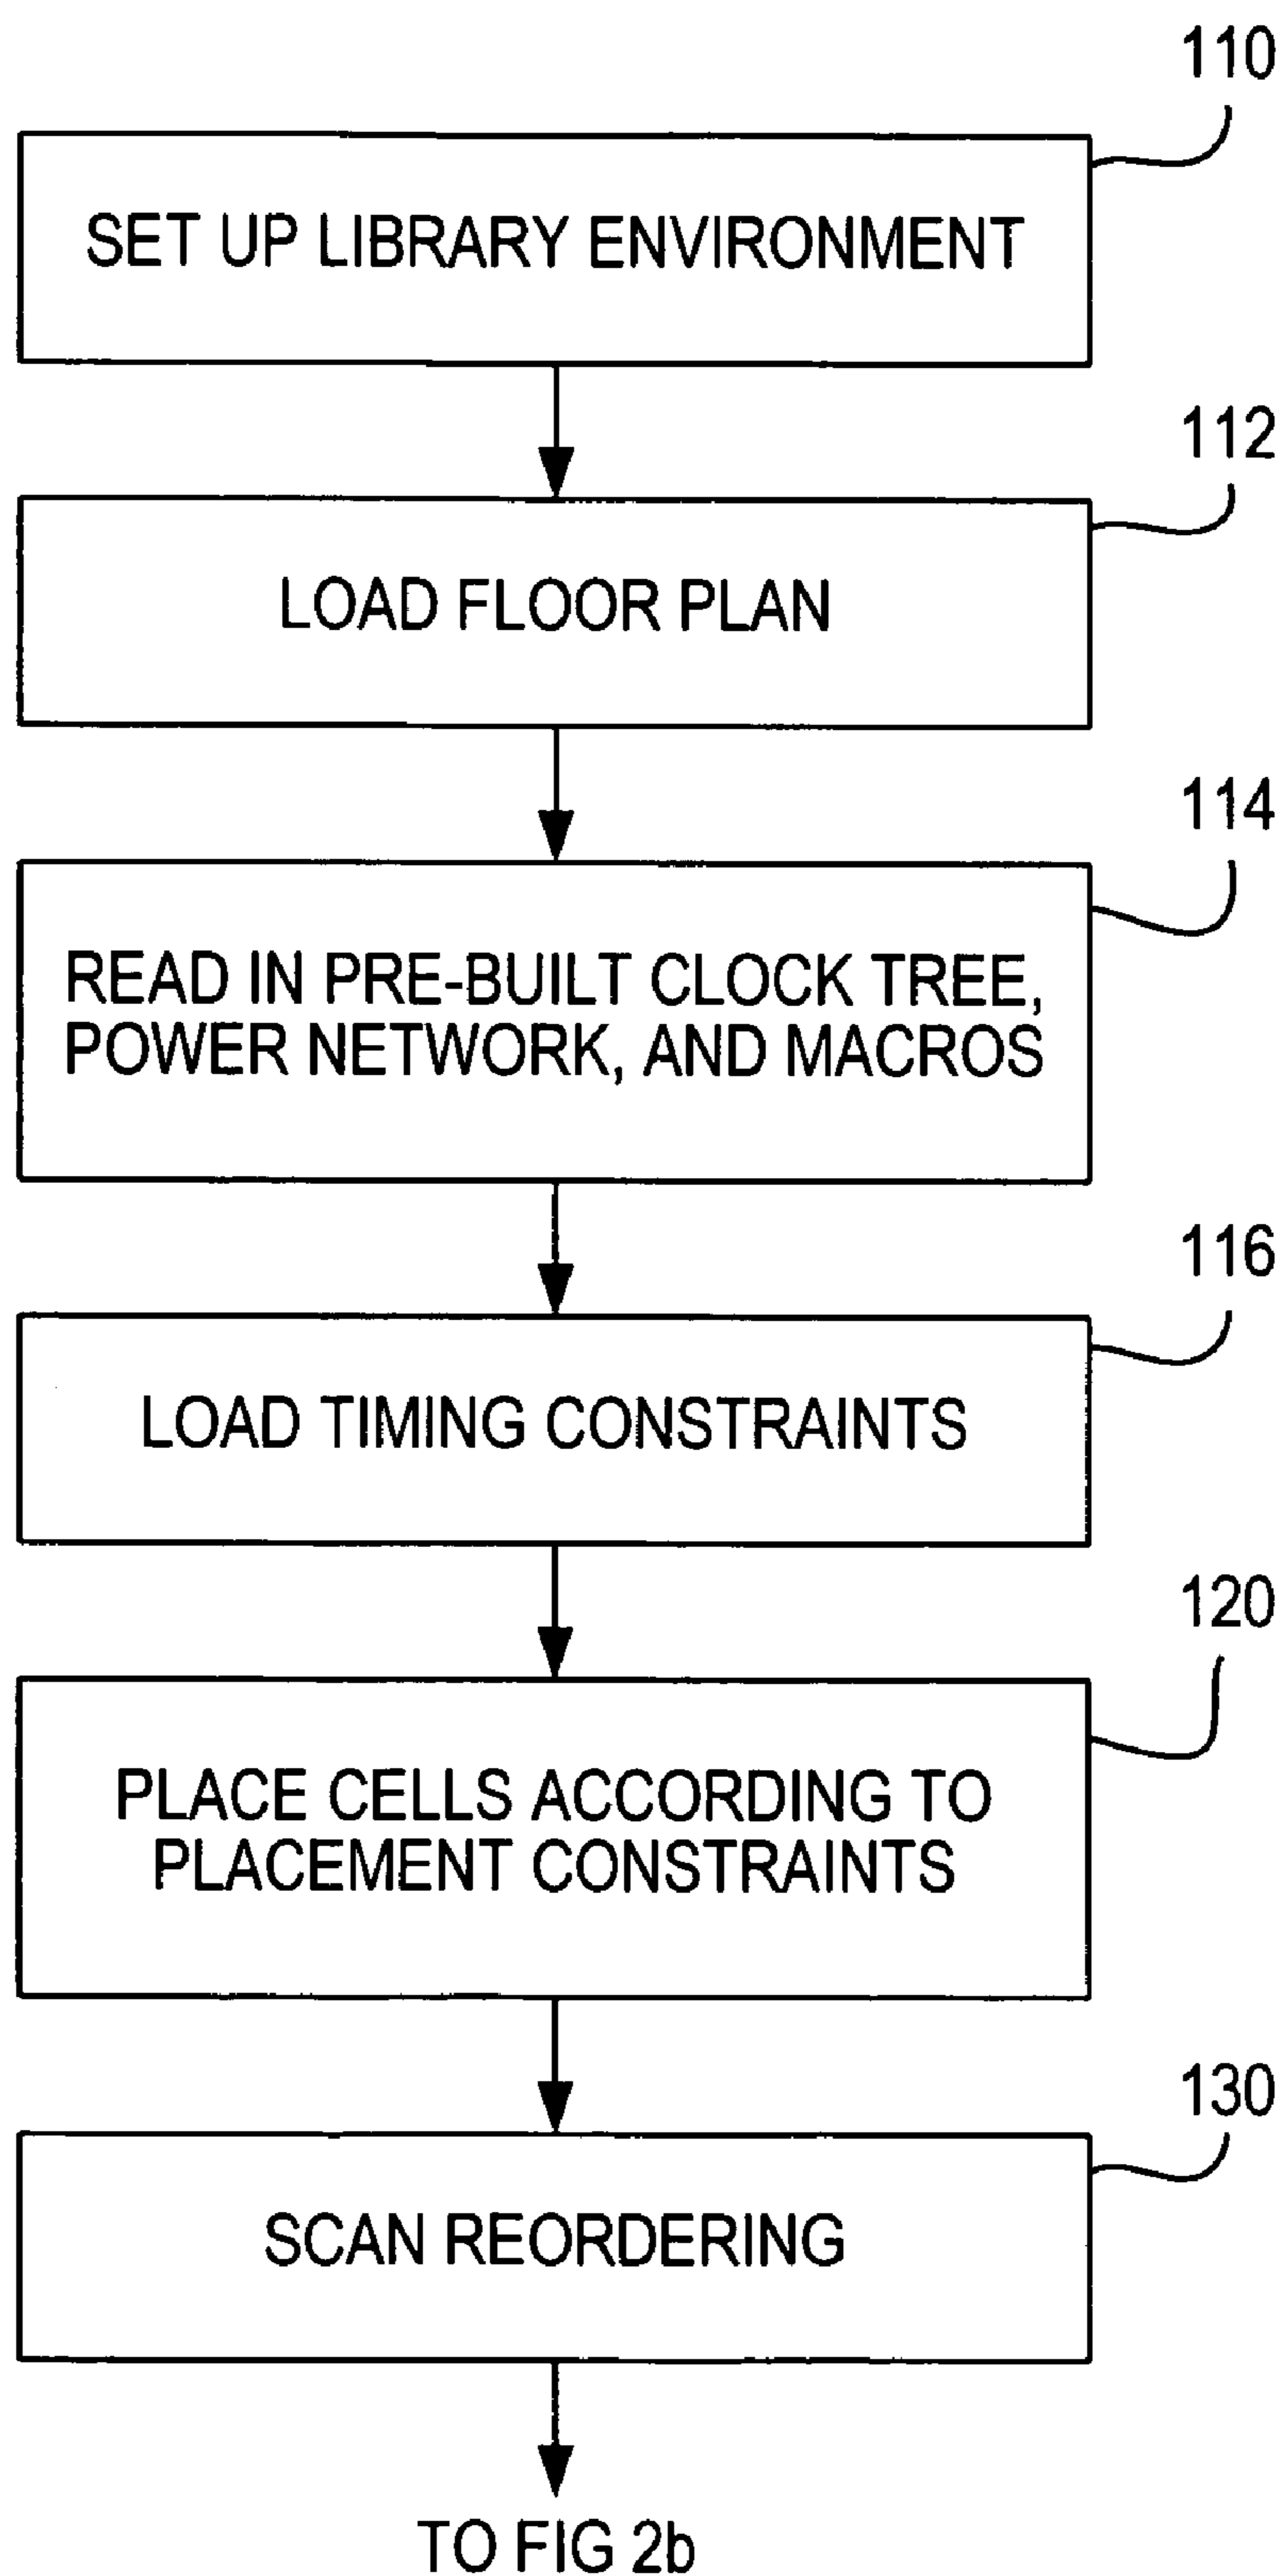 110
SET UP LIBRARY ENVIRONMENT
112
LOAD FLOOR PLAN
114
READ IN PRE-BUILT CLOCK TREE,
POWER NETWORK, AND MACROS
116
LOAD TIMING CONSTRAINTS
120
PLACE CELLS ACCORDING TO
PLACEMENT CONSTRAINTS
130
SCAN REORDERING
TO FIG 2b